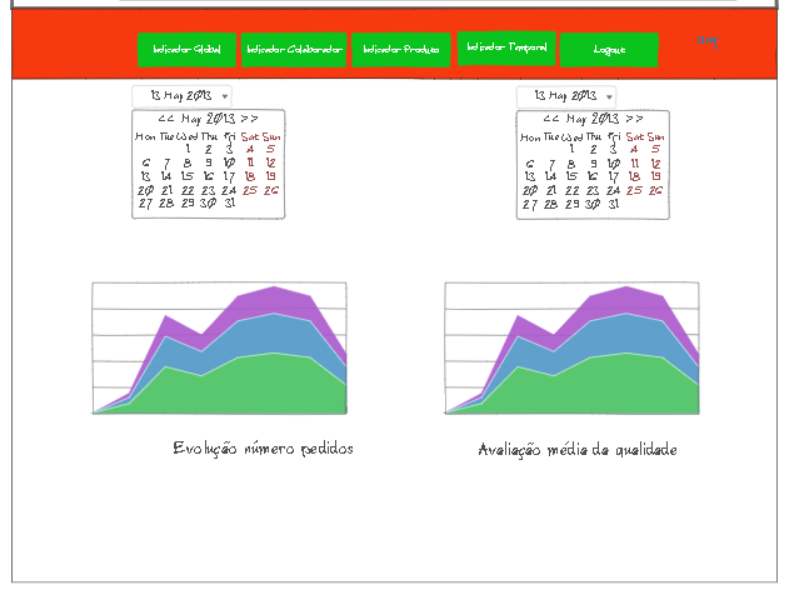 Indicador Global Indicador Colaborador Indicador Produto Indicador Temporal Logout User
13 May 2013 13 May 2013
<< May 2013 >> << May 2013 >>
Mon Tue Wed Thu Fri Sat Sun Mon Tue Wed Thu Fri Sat Sun
1 2 3 4 5 1 2 3 4 5
6 7 8 9 10 11 12 6 7 8 9 10 11 12
13 14 15 16 17 18 19 13 14 15 16 17 18 19
20 21 22 23 24 25 26 20 21 22 23 24 25 26
27 28 29 30 31 27 28 29 30 31
Evolução número pedidos Avaliação média da qualidade